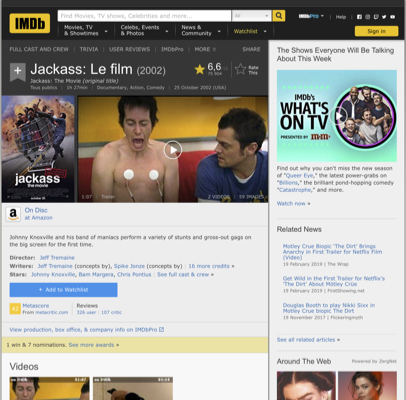 IMDb
Find Movies, TV shows, Celebrities and more...
All
IMDbPro
Help
Movies, TV
& Showtimes
Celebs, Events
& Photos
News &
Community
Watchlist
Sign in
FULL CAST AND CREW
TRIVIA
USER REVIEWS
IMDbPro
MORE
SHARE
Jackass: Le film (2002)
Jackass: The Movie (original title)
Tous publics
1h 27min
Documentary, Action, Comedy
25 October 2002 (USA)
6,6
Rate
This
jackass
the movie
1:07
Trailer
2 VIDEOS
39 IMAGES
On Disc
at Amazon
Johnny Knoxville and his band of maniacs perform a variety of stunts and gross-out gags on
the big screen for the first time.
Director: Jeff Tremaine
Writers: Jeff Tremaine (concepts by), Spike Jonze (concepts by) | 16 more credits »
Stars: Johnny Knoxville, Bam Margera, Chris Pontius | See full cast & crew »
+ Add to Watchlist
Metascore
From metacritic.com
Reviews
326 user
107 critic
View production, box office, & company info on IMDbPro
1 win & 7 nominations. See more awards »
Videos
The Shows Everyone Will Be Talking
About This Week
IMDb's
WHAT'S
ON TV
PRESENTED BY
Find out why you can't miss the new season
of "Queer Eye," the latest power-grabs on
"Billions," the brilliant pond-hopping comedy
"Catastrophe," and more.
Watch now »
Related News
Motley Crue Biopic 'The Dirt' Brings
Anarchy in First Trailer for Netflix Film
(Video)
19 February 2019 | The Wrap
Get Wild in the First Trailer for Netflix's
'The Dirt' About Mötley Crüe
19 February 2019 | FirstShowing.net
Douglas Booth to play Nikki Sixx in
Motley Crue biopic The Dirt
19 November 2017 | Flickeringmyth
See all related articles »
Around The Web
Powered by ZergNet